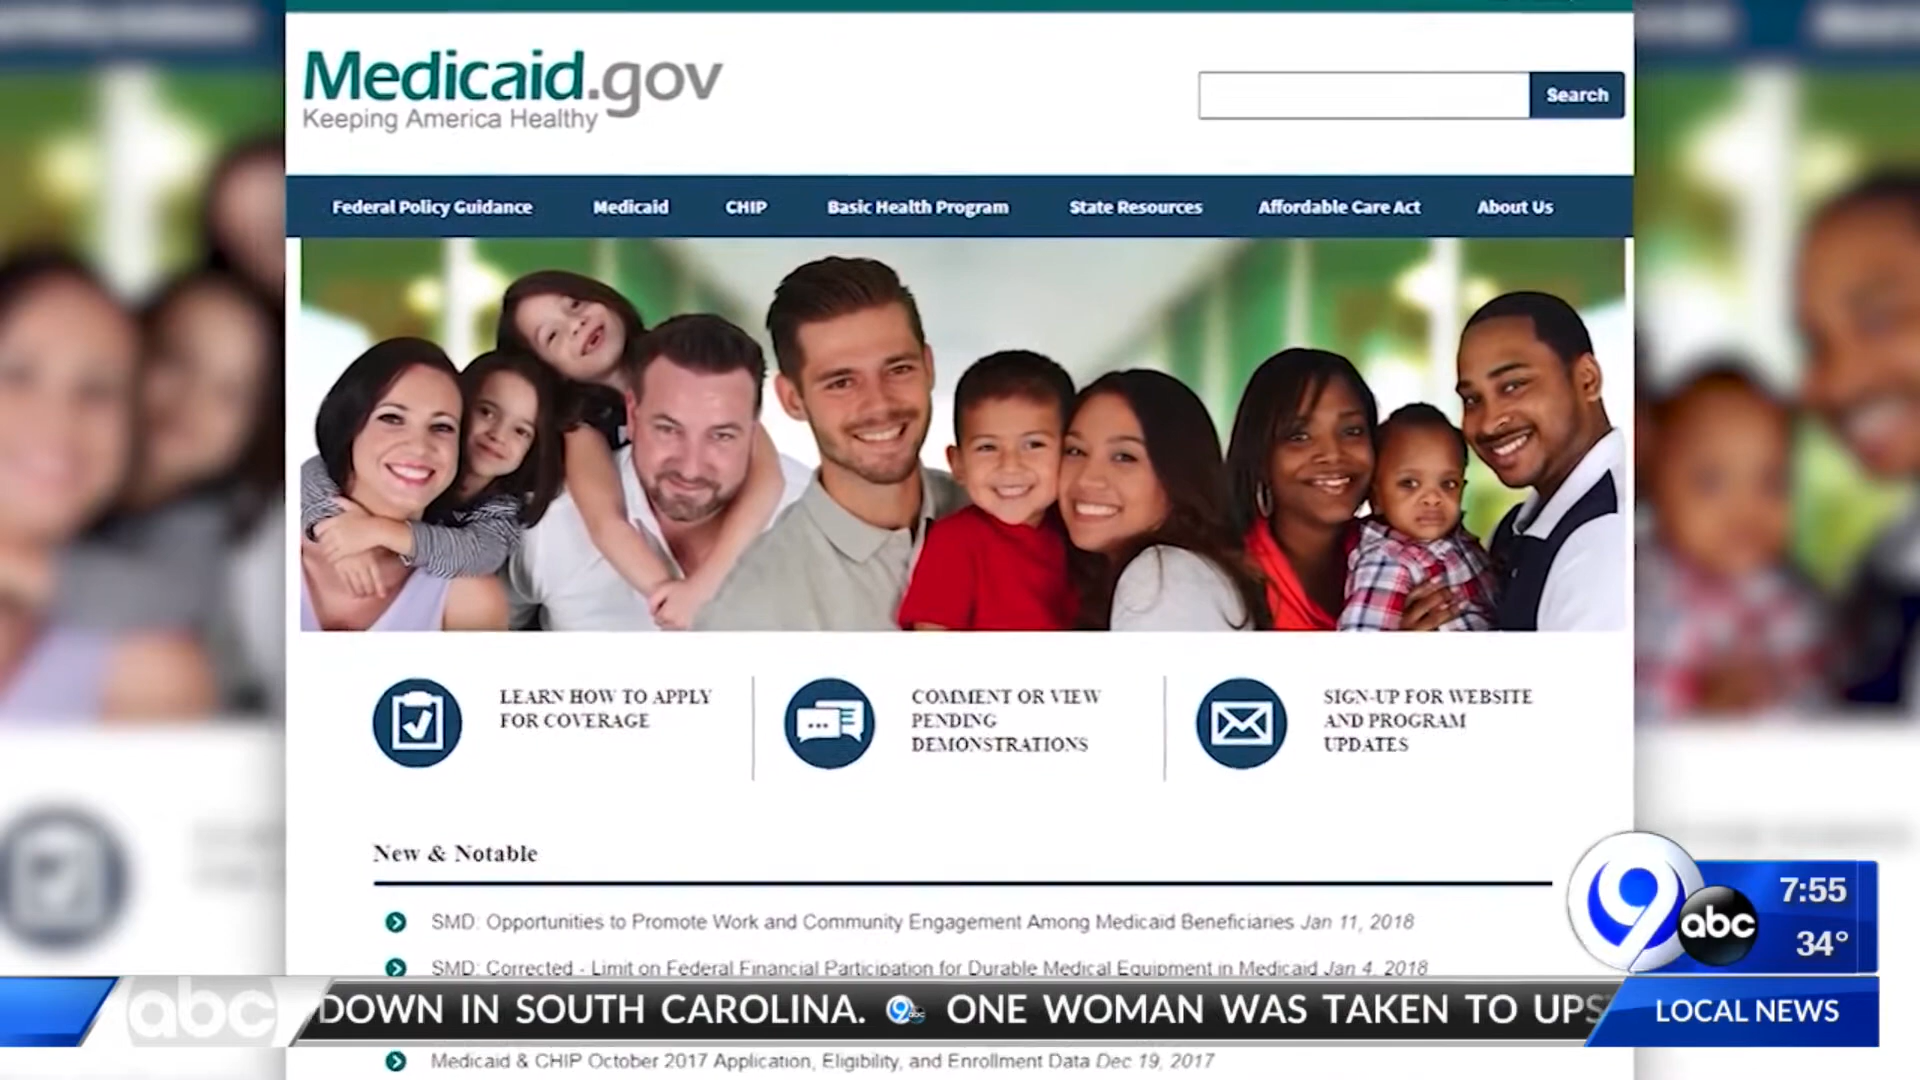 Medicaid.gov
Keeping America Healthy
Search
Federal Policy Guidance Medicaid CHIP Basic Health Program State Resources Affordable Care Act About Us
LEARN HOW TO APPLY
FOR COVERAGE
COMMENT OR VIEW
PENDING
DEMONSTRATIONS
SIGN-UP FOR WEBSITE
AND PROGRAM
UPDATES
New & Notable
SMD: Opportunities to Promote Work and Community Engagement Among Medicaid Beneficiaries Jan 11, 2018
SMD: Corrected - Limit on Federal Financial Participation for Durable Medical Equipment in Medicaid Jan 4, 2018
9 abc 7:55
34°
abc DOWN IN SOUTH CAROLINA. 9 abc ONE WOMAN WAS TAKEN TO UPS
LOCAL NEWS
Medicaid & CHIP October 2017 Application, Eligibility, and Enrollment Data Dec 19, 2017